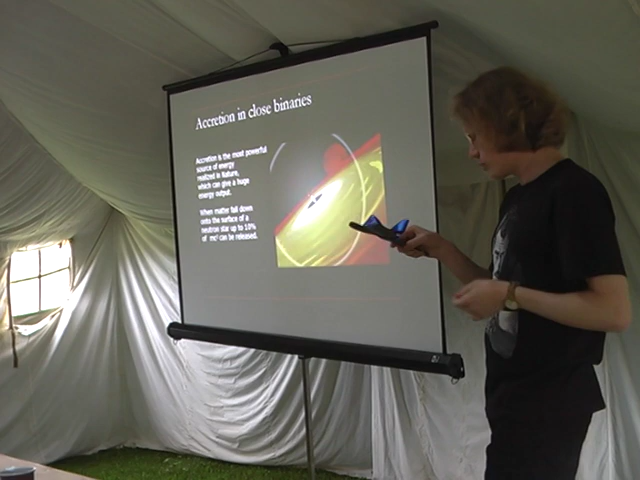 Accretion in close binaries
Accretion is the most powerful
source of energy
realized in Nature,
which can give a huge
energy output.
When matter fall down
onto the surface of a
neutron star up to 10%
of mc² can be released.